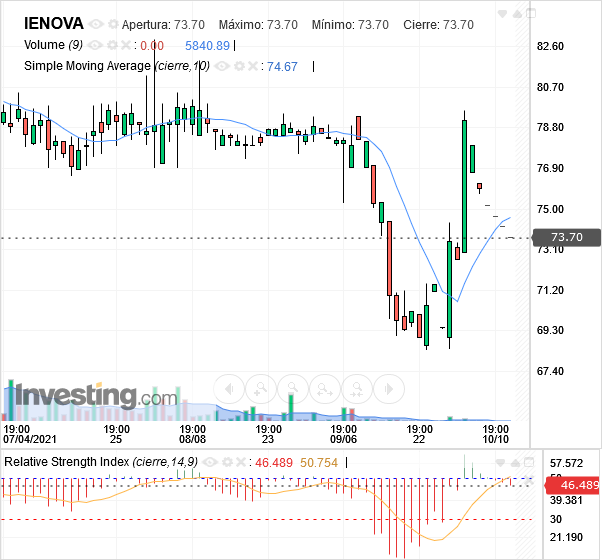 IENOVA Apertura: 73.70 Máximo: 73.70 Mínimo: 73.70 Cierre: 73.70
Volume (9) : 0.00 5840.89
Simple Moving Average (cierre,10) : 74.67
82.60
80.70
78.80
76.90
75.00
73.70
73.10
71.20
69.30
67.40
Investing.com
19:00 19:00 19:00 19:00 19:00 19:00 19:00
07/04/2021 25 08/08 23 09/06 22 10/10
Relative Strength Index (cierre,14,9) : 46.489 50.754
57.572
46.489
39.381
30
21.190